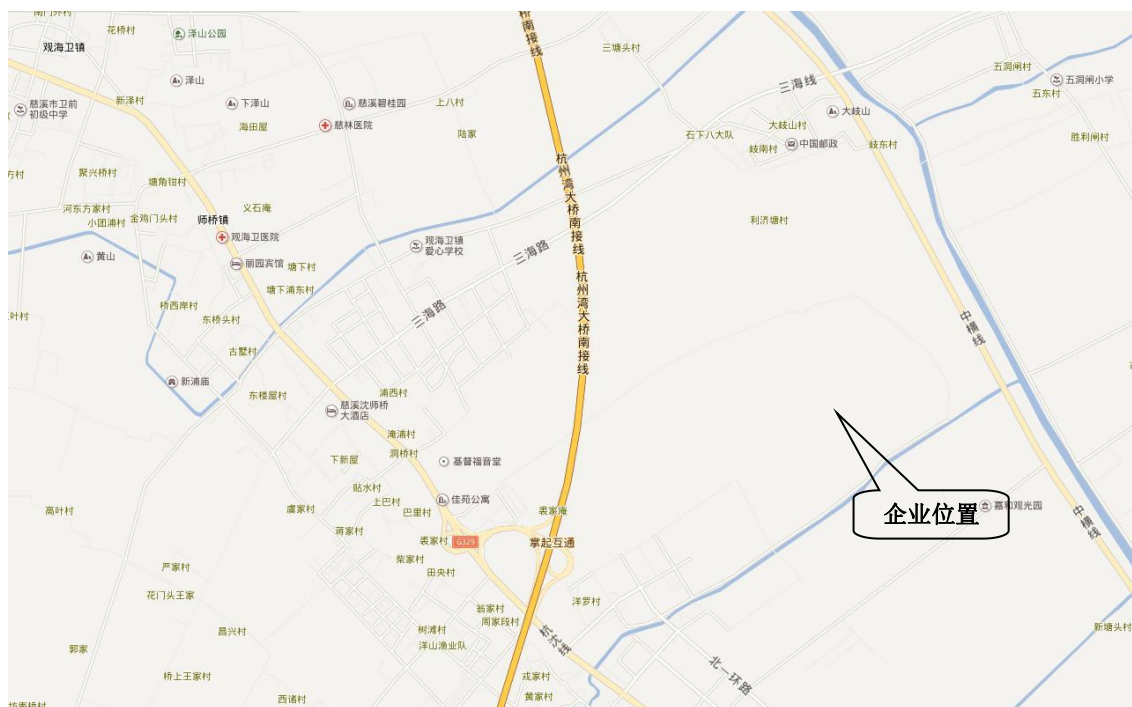 南门外村
花桥村
泽山公园
观海卫镇
三塘头村
五洞闸村
五洞闸小学
三海线
泽山
五东村
新泽村
下泽山
慈溪碧桂园
上八村
大岐山
慈溪市卫前
初级中学
海田屋
慈林医院
陆家
石下八大队
大岐山村
胜利闸村
岐南村
中国邮政
岐东村
方村
聚兴桥村
塘角钳村
杭州湾大桥南接线
桥南接线
河东方家村
义石庵
小团浦村
金鸡门头村
师桥镇
利济塘村
观海卫医院
观海卫镇
爱心学校
三海路
黄山
丽园宾馆
塘下村
塘下浦东村
杭州湾大桥南接线
桥西岸村
三海路
中横线
东桥头村
古墅村
新浦庙
东楼屋村
浦西村
慈溪沈师桥
大酒店
淹浦村
下新屋
洞桥村
基督福音堂
贴水村
上巴村
佳苑公寓
高叶村
虞家村
巴里村
裘家庵
企业位置
嘉和观光园
中横线
蒋家村
裘家村
G329
掌起互通
柴家村
严家村
田央村
花门头王家
翁家村
洋罗村
周家段村
昌兴村
树滩村
杭沈线
新塘头村
洋山渔业队
郭家
北一环路
桥上王家村
戎家村
西诸村
黄家村